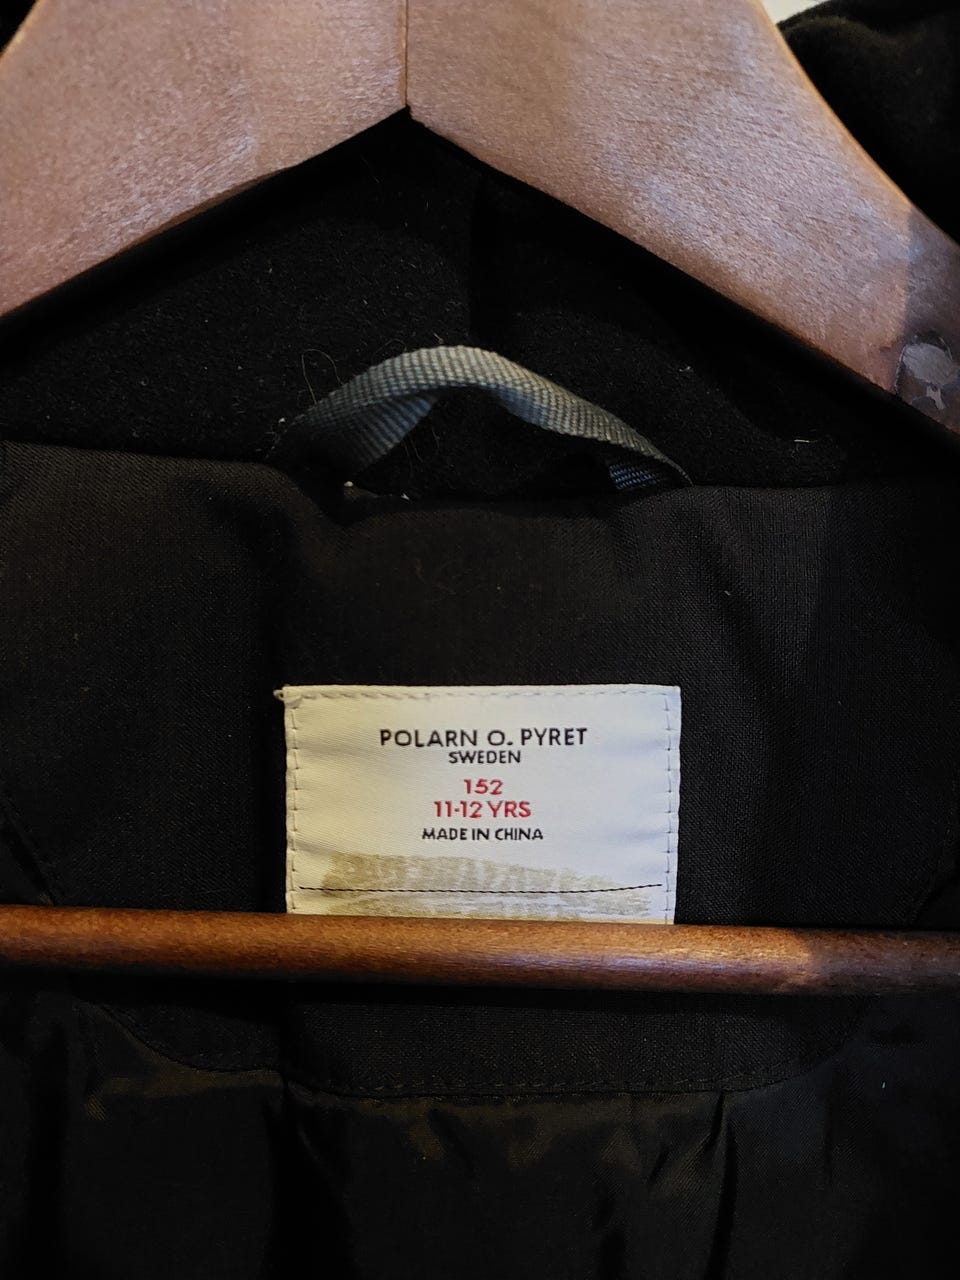 POLARN O. PYRET
SWEDEN
152
11-12 YRS
MADE IN CHINA